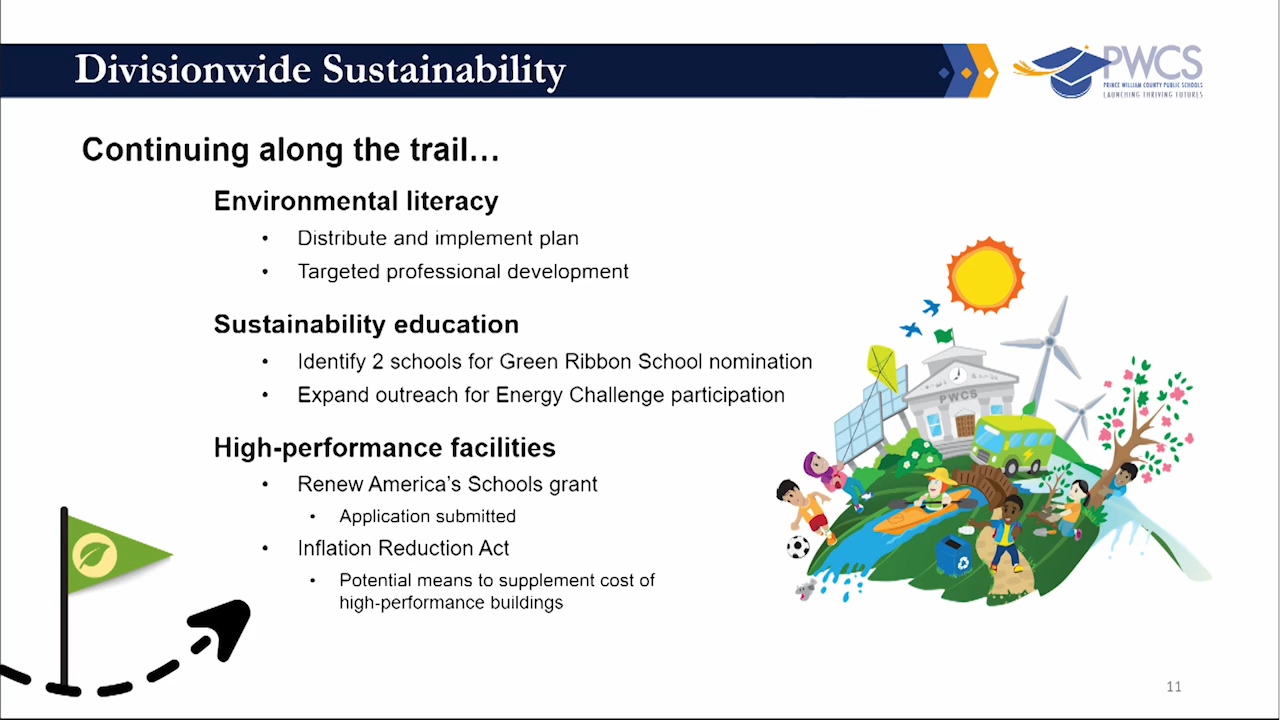 Divisionwide Sustainability
PWCS
PRINCE WILLIAM COUNTY PUBLIC SCHOOLS
LAUNCHING THRIVING FUTURES
Continuing along the trail…
Environmental literacy
• Distribute and implement plan
• Targeted professional development
Sustainability education
• Identify 2 schools for Green Ribbon School nomination
• Expand outreach for Energy Challenge participation
High-performance facilities
• Renew America's Schools grant
• Application submitted
• Inflation Reduction Act
• Potential means to supplement cost of
high-performance buildings
PWCS
11